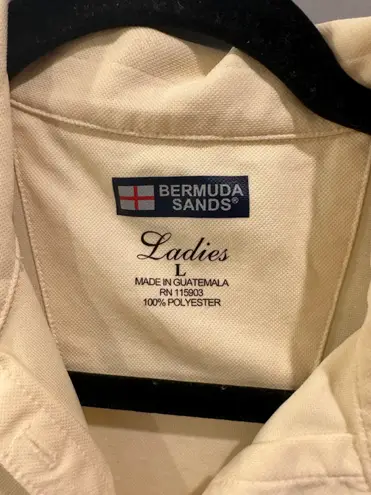 BERMUDA
SANDS®
Ladies
L
MADE IN GUATEMALA
RN 115903
100% POLYESTER